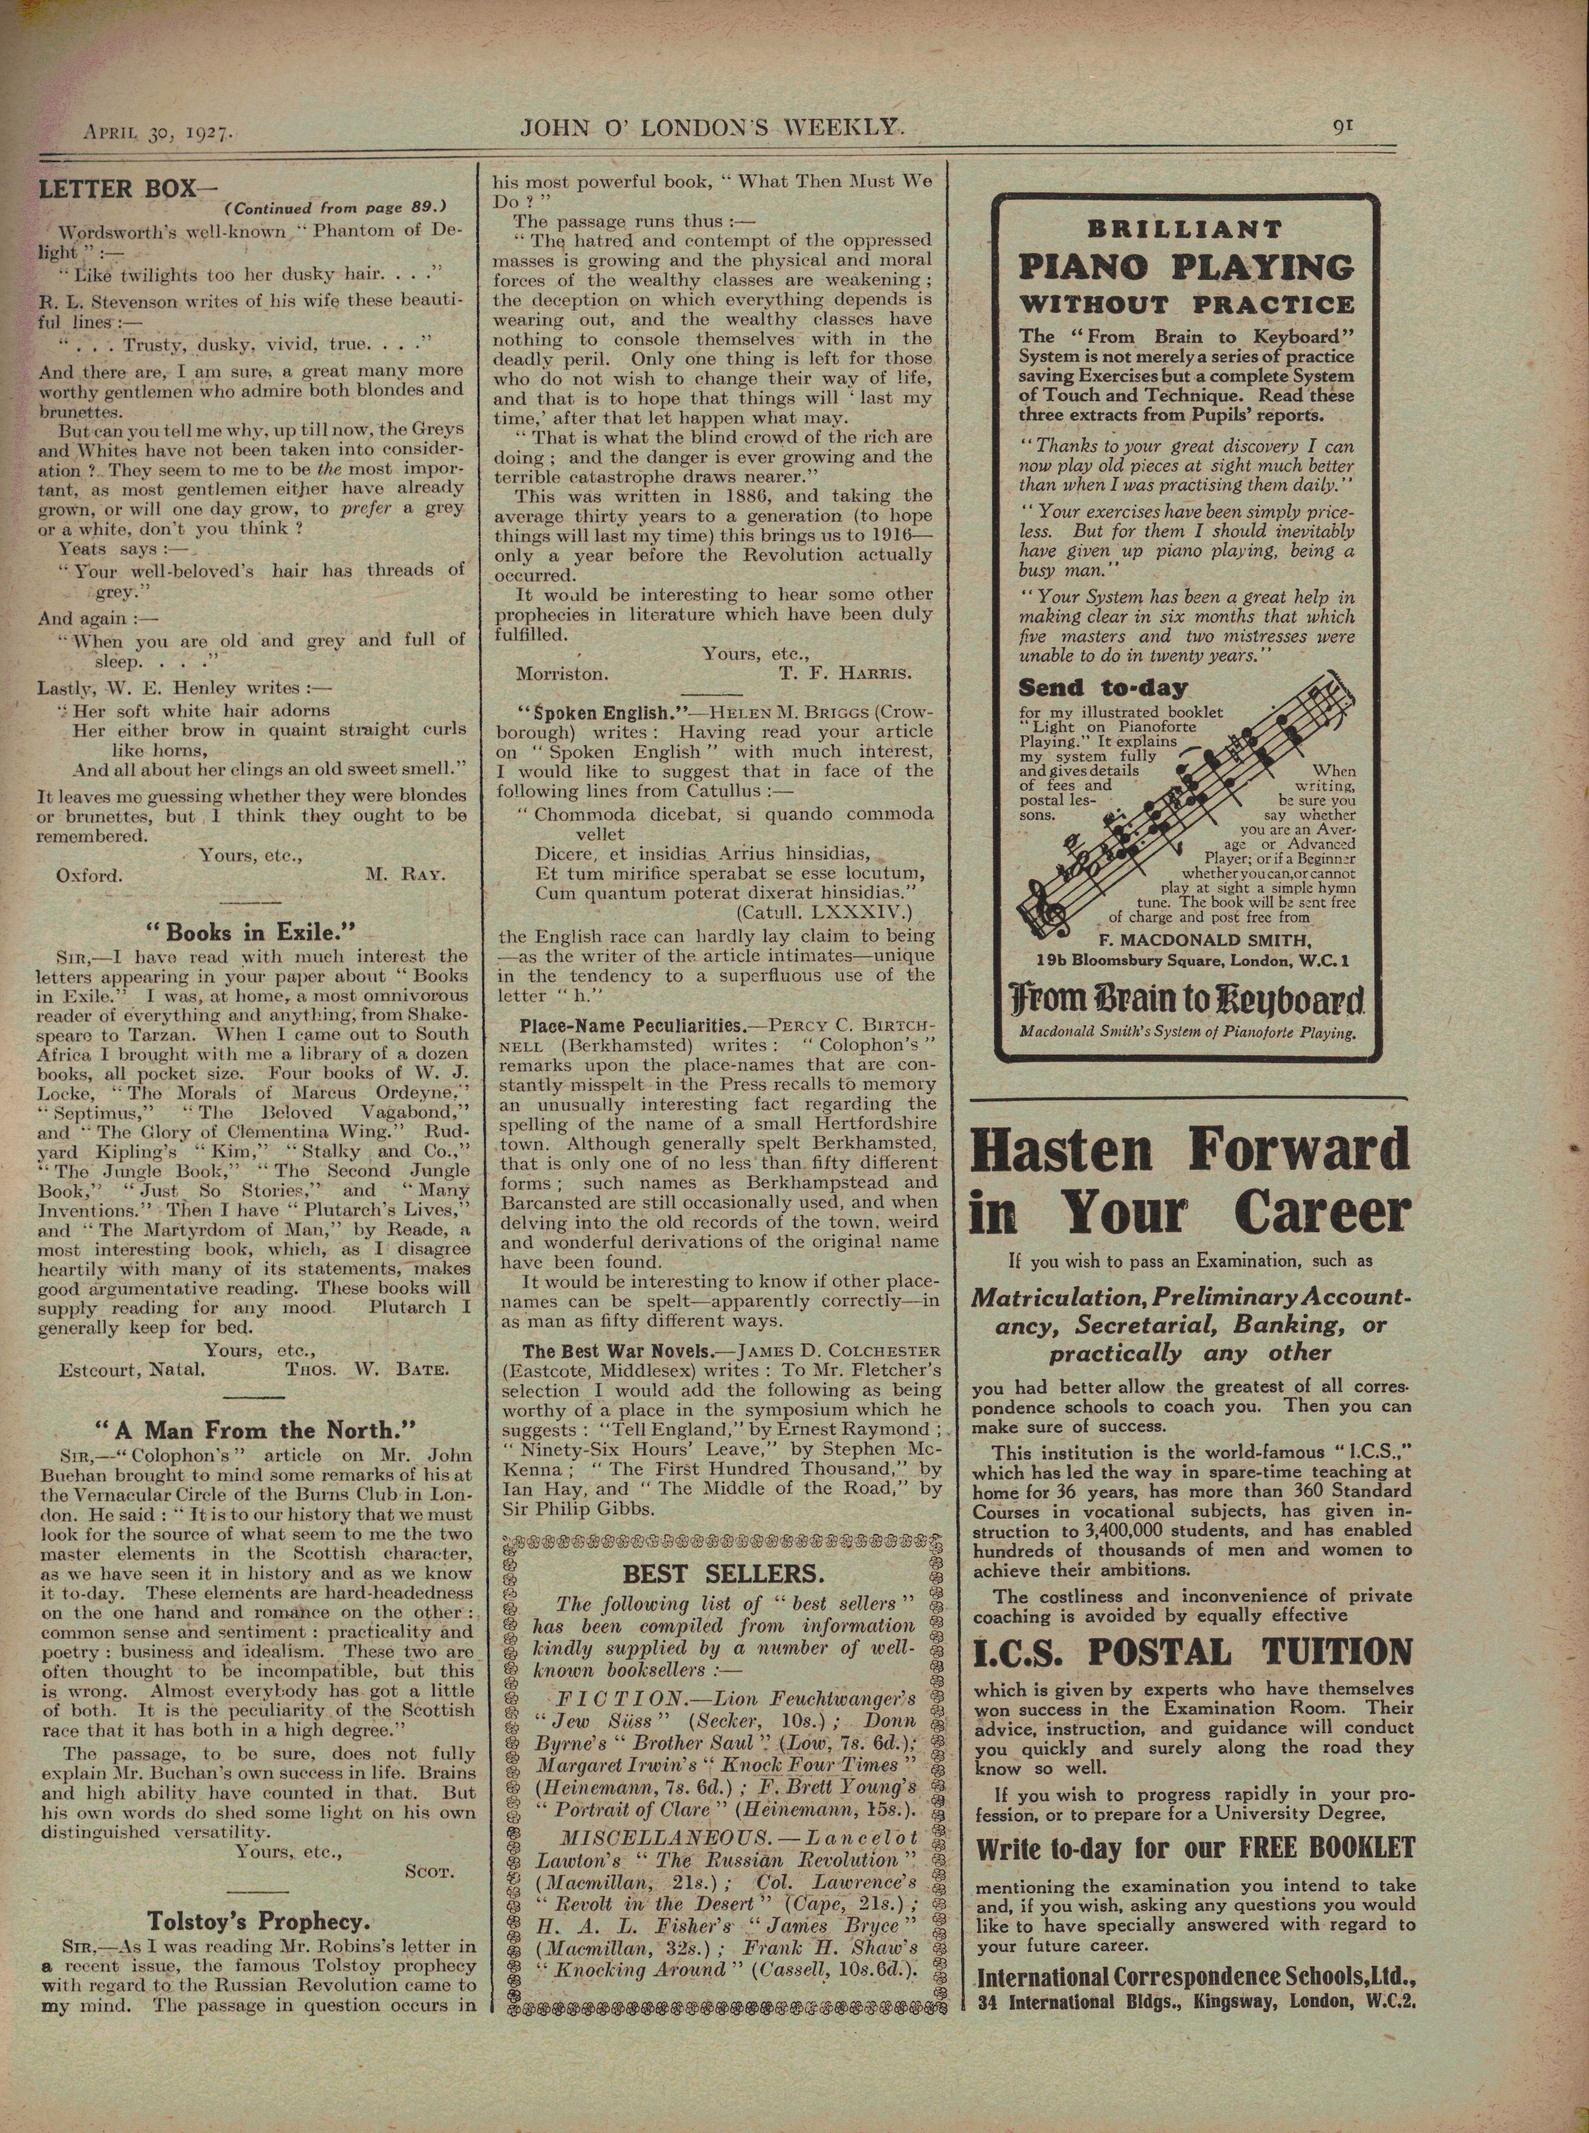 APRIL 30, 1927.
JOHN O' LONDON'S WEEKLY.
91
LETTER BOX—
(Continued from page 89.)
Wordsworth's well-known "Phantom of De-
light" :—
"Like twilights too her dusky hair. . . ."
R. L. Stevenson writes of his wife these beauti-
ful lines :—
". . . Trusty, dusky, vivid, true. . . ."
And there are, I am sure, a great many more
worthy gentlemen who admire both blondes and
brunettes.
But can you tell me why, up till now, the Greys
and Whites have not been taken into consider-
ation ? They seem to me to be the most impor-
tant, as most gentlemen either have already
grown, or will one day grow, to prefer a grey
or a white, don't you think ?
Yeats says :—
"Your well-beloved's hair has threads of
grey."
And again :—
"When you are old and grey and full of
sleep. . . ."
Lastly, W. E. Henley writes :—
"Her soft white hair adorns
Her either brow in quaint straight curls
like horns,
And all about her clings an old sweet smell."
It leaves me guessing whether they were blondes
or brunettes, but I think they ought to be
remembered.
Yours, etc.,
Oxford. M. RAY.
"Books in Exile."
SIR,—I have read with much interest the
letters appearing in your paper about "Books
in Exile." I was, at home, a most omnivorous
reader of everything and anything, from Shake-
speare to Tarzan. When I came out to South
Africa I brought with me a library of a dozen
books, all pocket size. Four books of W. J.
Locke, "The Morals of Marcus Ordeyne,"
"Septimus," "The Beloved Vagabond,"
and "The Glory of Clementina Wing." Rud-
yard Kipling's "Kim," "Stalky and Co.,"
"The Jungle Book," "The Second Jungle
Book," "Just So Stories," and "Many
Inventions." Then I have "Plutarch's Lives,"
and "The Martyrdom of Man," by Reade, a
most interesting book, which, as I disagree
heartily with many of its statements, makes
good argumentative reading. These books will
supply reading for any mood. Plutarch I
generally keep for bed.
Yours, etc.,
Estcourt, Natal. THOS. W. BATE.
"A Man From the North."
SIR,—"Colophon's" article on Mr. John
Buchan brought to mind some remarks of his at
the Vernacular Circle of the Burns Club in Lon-
don. He said : "It is to our history that we must
look for the source of what seem to me the two
master elements in the Scottish character,
as we have seen it in history and as we know
it to-day. These elements are hard-headedness
on the one hand and romance on the other :
common sense and sentiment : practicality and
poetry : business and idealism. These two are
often thought to be incompatible, but this
is wrong. Almost everybody has got a little
of both. It is the peculiarity of the Scottish
race that it has both in a high degree."
The passage, to be sure, does not fully
explain Mr. Buchan's own success in life. Brains
and high ability have counted in that. But
his own words do shed some light on his own
distinguished versatility.
Yours, etc.,
SCOT.
Tolstoy's Prophecy.
SIR,—As I was reading Mr. Robins's letter in
a recent issue, the famous Tolstoy prophecy
with regard to the Russian Revolution came to
my mind. The passage in question occurs in
his most powerful book, "What Then Must We
Do ?"
The passage runs thus :—
"The hatred and contempt of the oppressed
masses is growing and the physical and moral
forces of the wealthy classes are weakening ;
the deception on which everything depends is
wearing out, and the wealthy classes have
nothing to console themselves with in the
deadly peril. Only one thing is left for those
who do not wish to change their way of life,
and that is to hope that things will 'last my
time,' after that let happen what may.
"That is what the blind crowd of the rich are
doing ; and the danger is ever growing and the
terrible catastrophe draws nearer."
This was written in 1886, and taking the
average thirty years to a generation (to hope
things will last my time) this brings us to 1916—
only a year before the Revolution actually
occurred.
It would be interesting to hear some other
prophecies in literature which have been duly
fulfilled.
Yours, etc.,
Morriston. T. F. HARRIS.
"Spoken English."—HELEN M. BRIGGS (Crow-
borough) writes : Having read your article
on "Spoken English" with much interest,
I would like to suggest that in face of the
following lines from Catullus :—
"Chommoda dicebat, si quando commoda
vellet
Dicere, et insidias Arrius hinsidias,
Et tum mirifice sperabat se esse locutum,
Cum quantum poterat dixerat hinsidias."
(Catull. LXXXIV.)
the English race can hardly lay claim to being
—as the writer of the article intimates—unique
in the tendency to a superfluous use of the
letter "h."
Place-Name Peculiarities.—PERCY C. BIRTCH-
NELL (Berkhamsted) writes : "Colophon's"
remarks upon the place-names that are con-
stantly misspelt in the Press recalls to memory
an unusually interesting fact regarding the
spelling of the name of a small Hertfordshire
town. Although generally spelt Berkhamsted,
that is only one of no less than fifty different
forms ; such names as Berkhampstead and
Barcansted are still occasionally used, and when
delving into the old records of the town, weird
and wonderful derivations of the original name
have been found.
It would be interesting to know if other place-
names can be spelt—apparently correctly—in
as man as fifty different ways.
The Best War Novels.—JAMES D. COLCHESTER
(Eastcote, Middlesex) writes : To Mr. Fletcher's
selection I would add the following as being
worthy of a place in the symposium which he
suggests : "Tell England," by Ernest Raymond ;
"Ninety-Six Hours' Leave," by Stephen Mc-
Kenna ; "The First Hundred Thousand," by
Ian Hay, and "The Middle of the Road," by
Sir Philip Gibbs.
BEST SELLERS.
The following list of "best sellers"
has been compiled from information
kindly supplied by a number of well-
known booksellers :—
FICTION.—Lion Feuchtwanger's
"Jew Süss" (Secker, 10s.) ; Donn
Byrne's "Brother Saul" (Low, 7s. 6d.);
Margaret Irwin's "Knock Four Times"
(Heinemann, 7s. 6d.) ; F. Brett Young's
"Portrait of Clare" (Heinemann, 15s.).
MISCELLANEOUS.—Lancelot
Lawton's "The Russian Revolution"
(Macmillan, 21s.) ; Col. Lawrence's
"Revolt in the Desert" (Cape, 21s.) ;
H. A. L. Fisher's "James Bryce"
(Macmillan, 32s.) ; Frank H. Shaw's
"Knocking Around" (Cassell, 10s.6d.).
BRILLIANT
PIANO PLAYING
WITHOUT PRACTICE
The "From Brain to Keyboard"
System is not merely a series of practice
saving Exercises but a complete System
of Touch and Technique. Read these
three extracts from Pupils' reports.
"Thanks to your great discovery I can
now play old pieces at sight much better
than when I was practising them daily."
"Your exercises have been simply price-
less. But for them I should inevitably
have given up piano playing, being a
busy man."
"Your System has been a great help in
making clear in six months that which
five masters and two mistresses were
unable to do in twenty years."
Send to-day
for my illustrated booklet
"Light on Pianoforte
Playing." It explains
my system fully
and gives details
of fees and
postal les-
sons.
When
writing,
be sure you
say whether
you are an Aver-
age or Advanced
Player; or if a Beginner
whether you can, or cannot
play at sight a simple hymn
tune. The book will be sent free
of charge and post free from
F. MACDONALD SMITH,
19b Bloomsbury Square, London, W.C.1
From Brain to Keyboard
Macdonald Smith's System of Pianoforte Playing.
Hasten Forward
in Your Career
If you wish to pass an Examination, such as
Matriculation, Preliminary Account-
ancy, Secretarial, Banking, or
practically any other
you had better allow the greatest of all corres-
pondence schools to coach you. Then you can
make sure of success.
This institution is the world-famous "I.C.S.,"
which has led the way in spare-time teaching at
home for 36 years, has more than 360 Standard
Courses in vocational subjects, has given in-
struction to 3,400,000 students, and has enabled
hundreds of thousands of men and women to
achieve their ambitions.
The costliness and inconvenience of private
coaching is avoided by equally effective
I.C.S. POSTAL TUITION
which is given by experts who have themselves
won success in the Examination Room. Their
advice, instruction, and guidance will conduct
you quickly and surely along the road they
know so well.
If you wish to progress rapidly in your pro-
fession, or to prepare for a University Degree,
Write to-day for our FREE BOOKLET
mentioning the examination you intend to take
and, if you wish, asking any questions you would
like to have specially answered with regard to
your future career.
International Correspondence Schools, Ltd.,
34 International Bldgs., Kingsway, London, W.C.2.